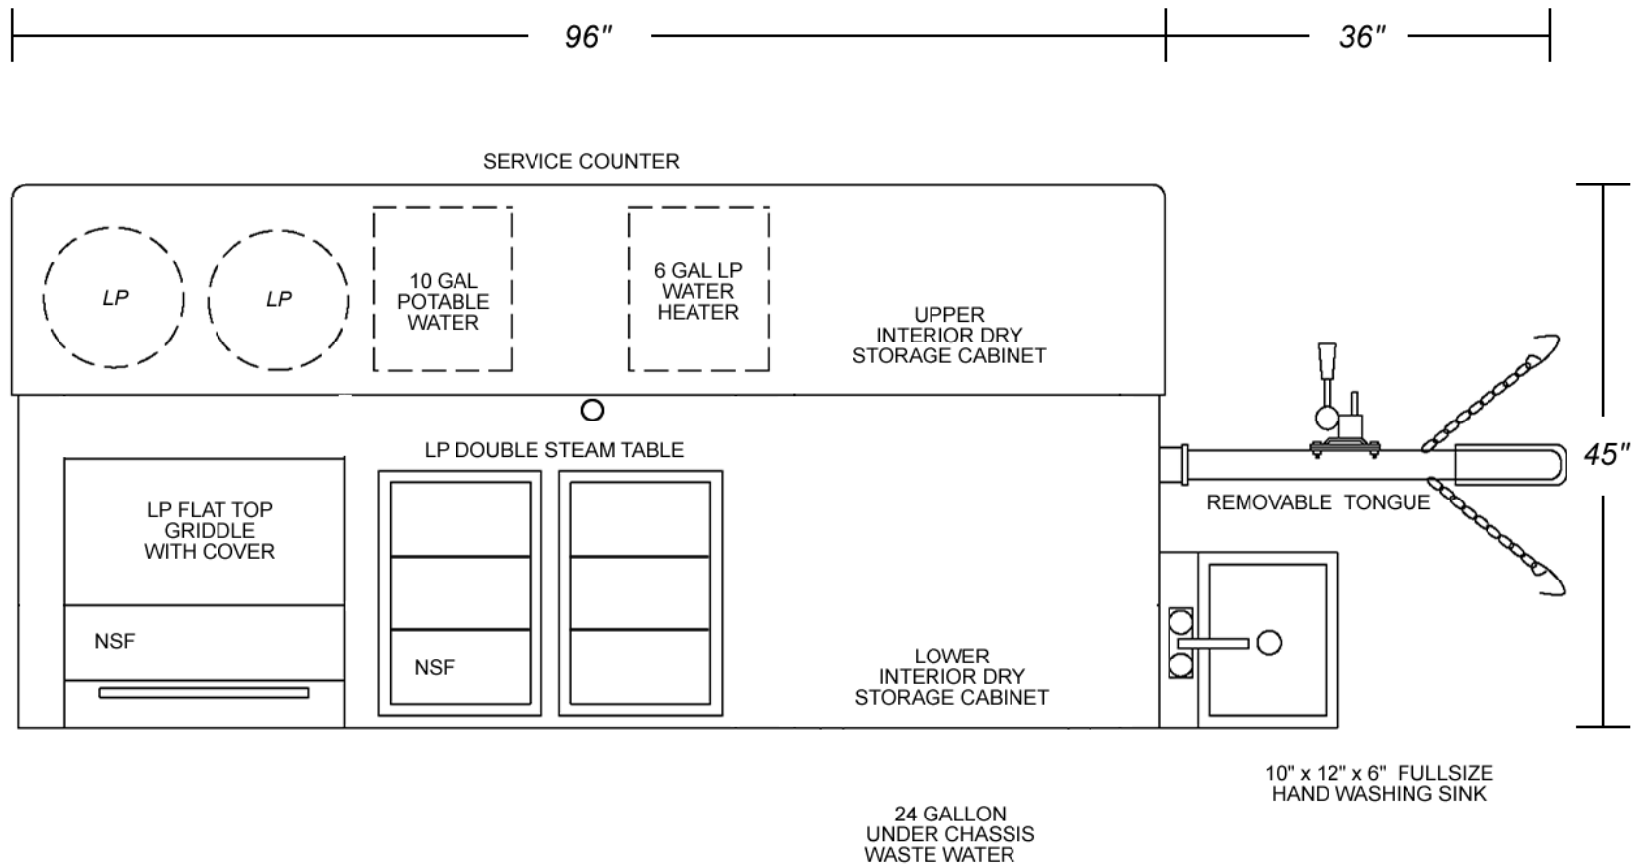 96"
36"
SERVICE COUNTER
LP
LP
10 GAL
POTABLE
WATER
6 GAL LP
WATER
HEATER
UPPER
INTERIOR DRY
STORAGE CABINET
LP DOUBLE STEAM TABLE
45"
LP FLAT TOP
GRIDDLE
WITH COVER
REMOVABLE TONGUE
NSF
NSF
LOWER
INTERIOR DRY
STORAGE CABINET
10" x 12" x 6" FULLSIZE
HAND WASHING SINK
24 GALLON
UNDER CHASSIS
WASTE WATER